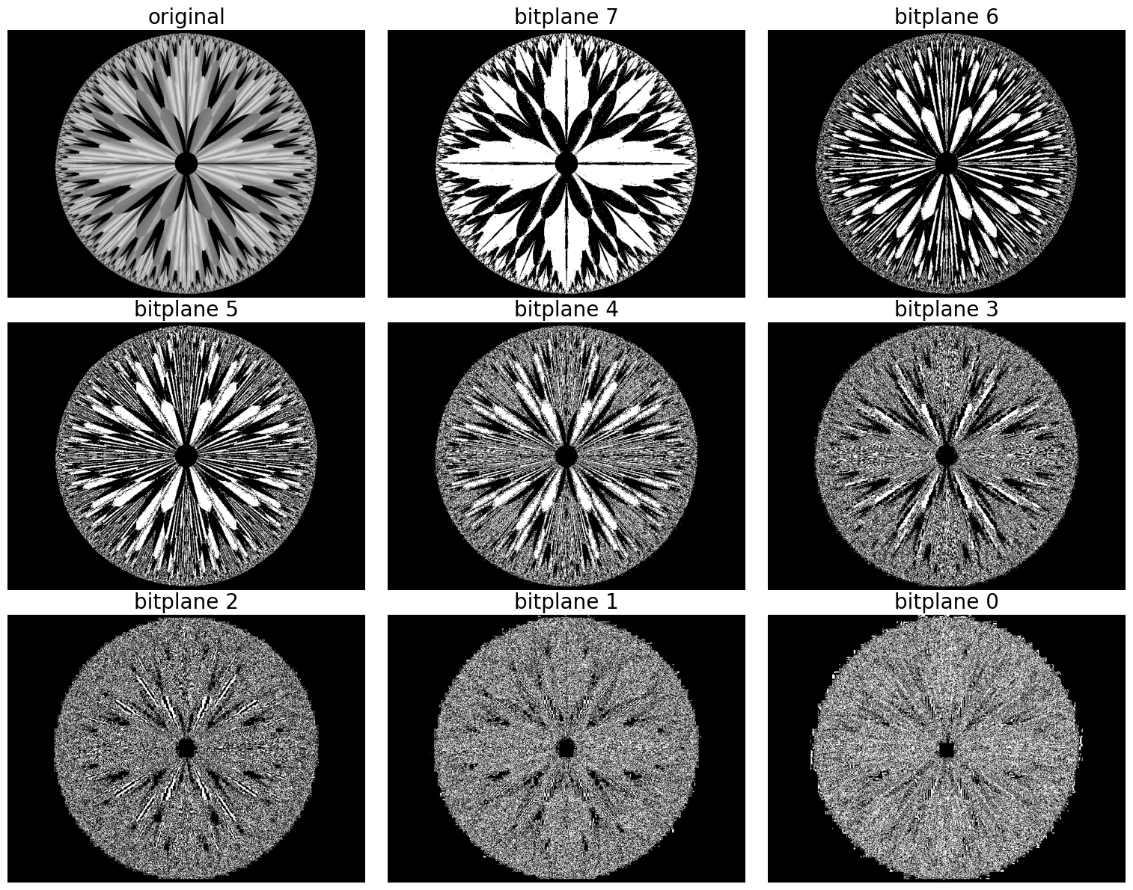 original
bitplane 7
bitplane 6
bitplane 5
bitplane 4
bitplane 3
bitplane 2
bitplane 1
bitplane 0